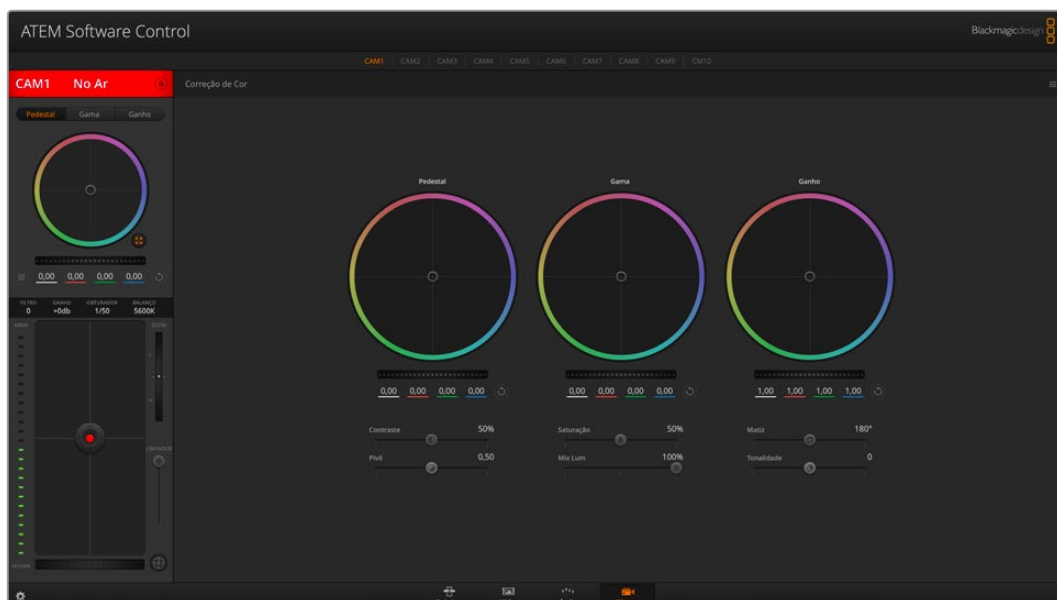 ATEM Software Control
Blackmagicdesign
CAM1 CAM2 CAM3 CAM4 CAM5 CAM6 CAM7 CAM8 CAM9 CM10
CAM1 No Ar
Correção de Cor
Pedestal Gama Ganho
Pedestal Gama Ganho
0,00 0,00 0,00 0,00
FILTRO GANHO OBTURADOR BALANÇO
0 +0db 1/50 5600K
ZOOM
0,00 0,00 0,00 0,00 0,00 0,00 0,00 0,00 1,00 1,00 1,00 1,00
Contraste 50% Saturação 50% Matiz 180°
Pivô 0,50 Mix Lum 100% Tonalidade 0